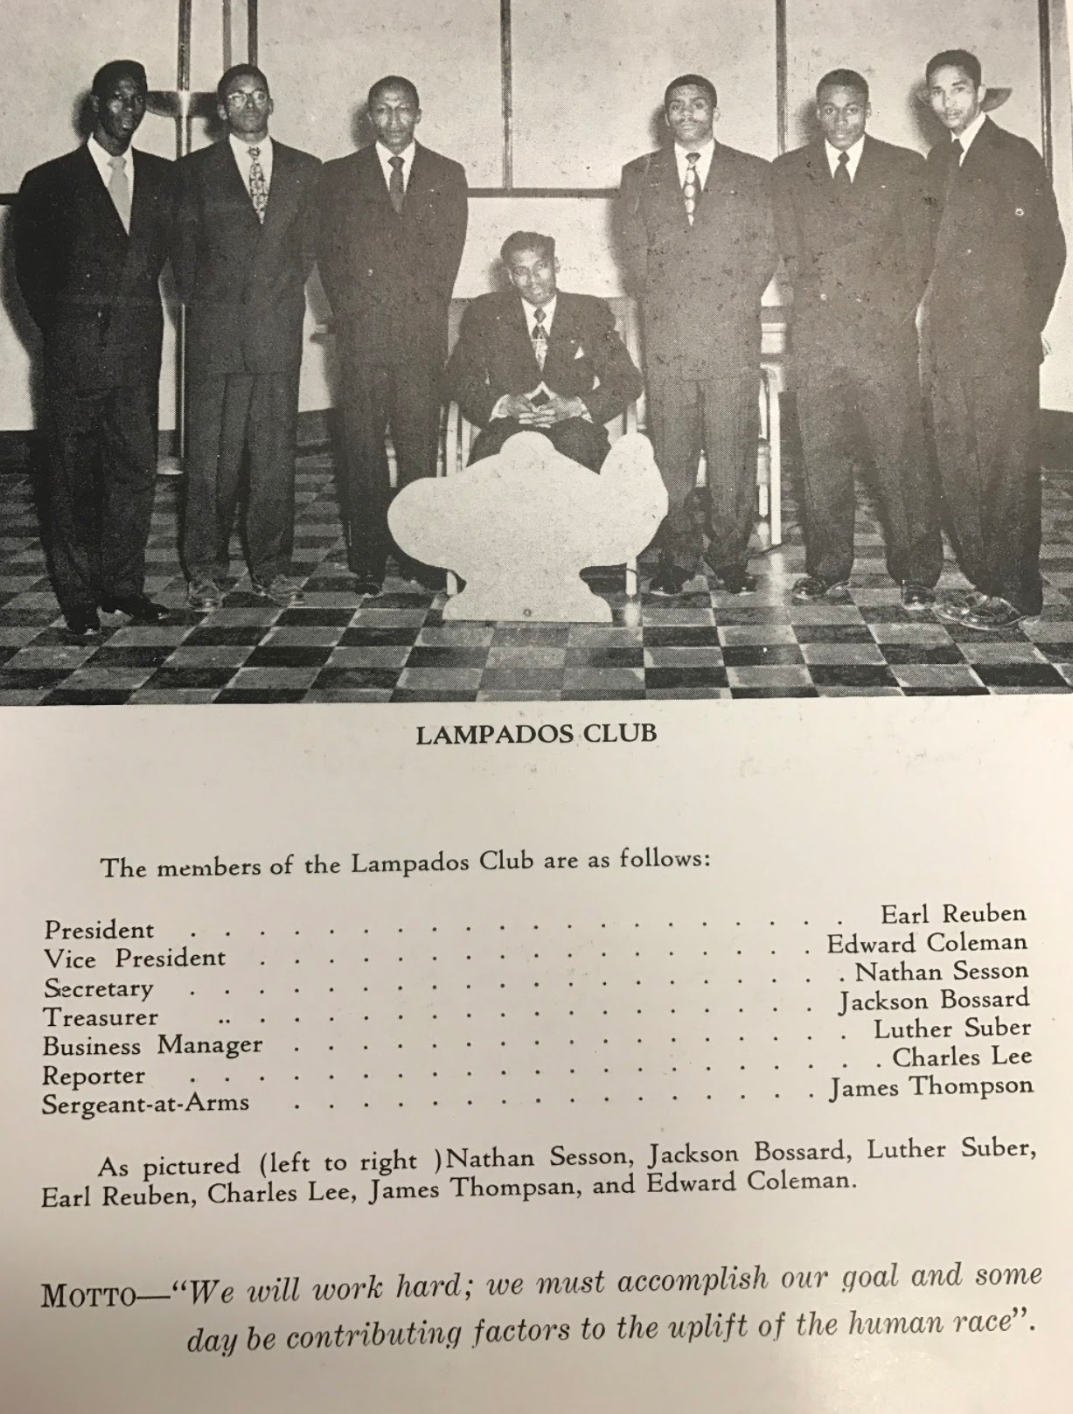 LAMPADOS CLUB
The members of the Lampados Club are as follows:
President . . . . . . . . . . . . . . . . . . . . Earl Reuben
Vice President . . . . . . . . . . . . . . . . . Edward Coleman
Secretary . . . . . . . . . . . . . . . . . . . . Nathan Sesson
Treasurer .. . . . . . . . . . . . . . . . . . Jackson Bossard
Business Manager . . . . . . . . . . . . . . . . . Luther Suber
Reporter . . . . . . . . . . . . . . . . . . . . . Charles Lee
Sergeant-at-Arms . . . . . . . . . . . . . . . . James Thompson
As pictured (left to right )Nathan Sesson, Jackson Bossard, Luther Suber,
Earl Reuben, Charles Lee, James Thompsan, and Edward Coleman.
MOTTO—“We will work hard; we must accomplish our goal and some
day be contributing factors to the uplift of the human race”.